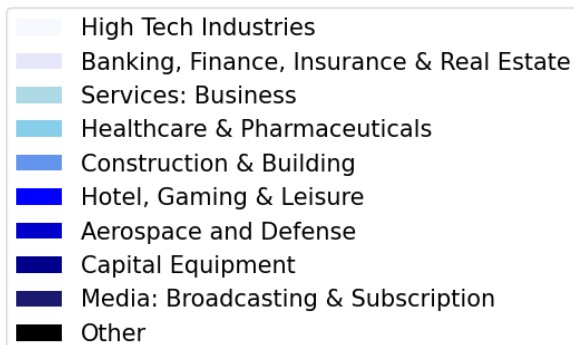 High Tech Industries
Banking, Finance, Insurance & Real Estate
Services: Business
Healthcare & Pharmaceuticals
Construction & Building
Hotel, Gaming & Leisure
Aerospace and Defense
Capital Equipment
Media: Broadcasting & Subscription
Other